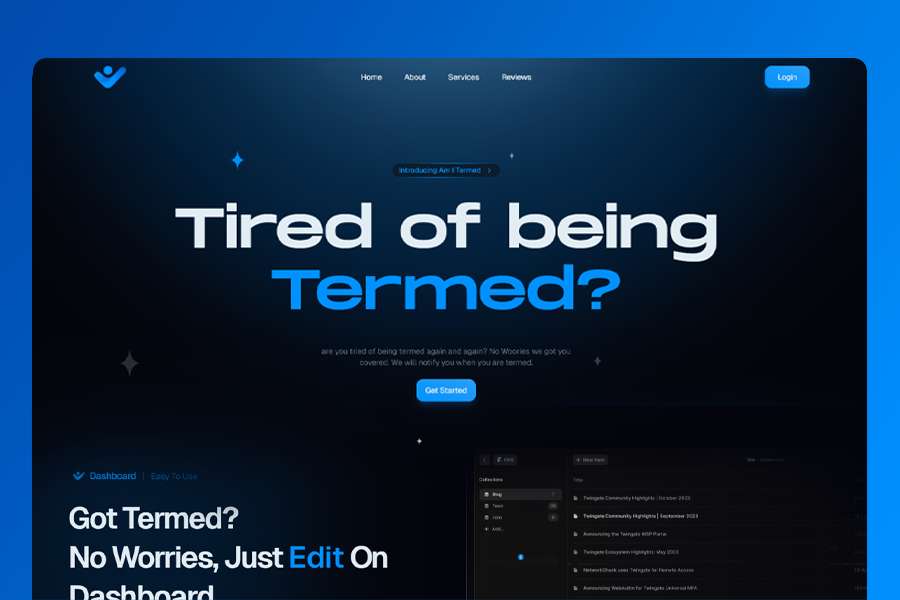 Home About Services Reviews Login
Introducing Am I Termed >
Tired of being
Termed?
are you tried of being termed again and again? No Woories we got you
covered. We will notify you when you are termed.
Get Started
Dashboard | Easy To Use
Got Termed?
No Worries, Just Edit On
Dashboard
CMS
+ New Item
Collections
Title
Blog
Twingate Community Highlights | October 2023
Team
Twingate Community Highlights | September 2023
Jobs
+ Add...
Announcing the Twingate MSP Portal
Twingate Ecosystem Highlights: May 2023
NetworkChuck uses Twingate for Remote Access
Announcing WebAuthn for Twingate Universal MFA